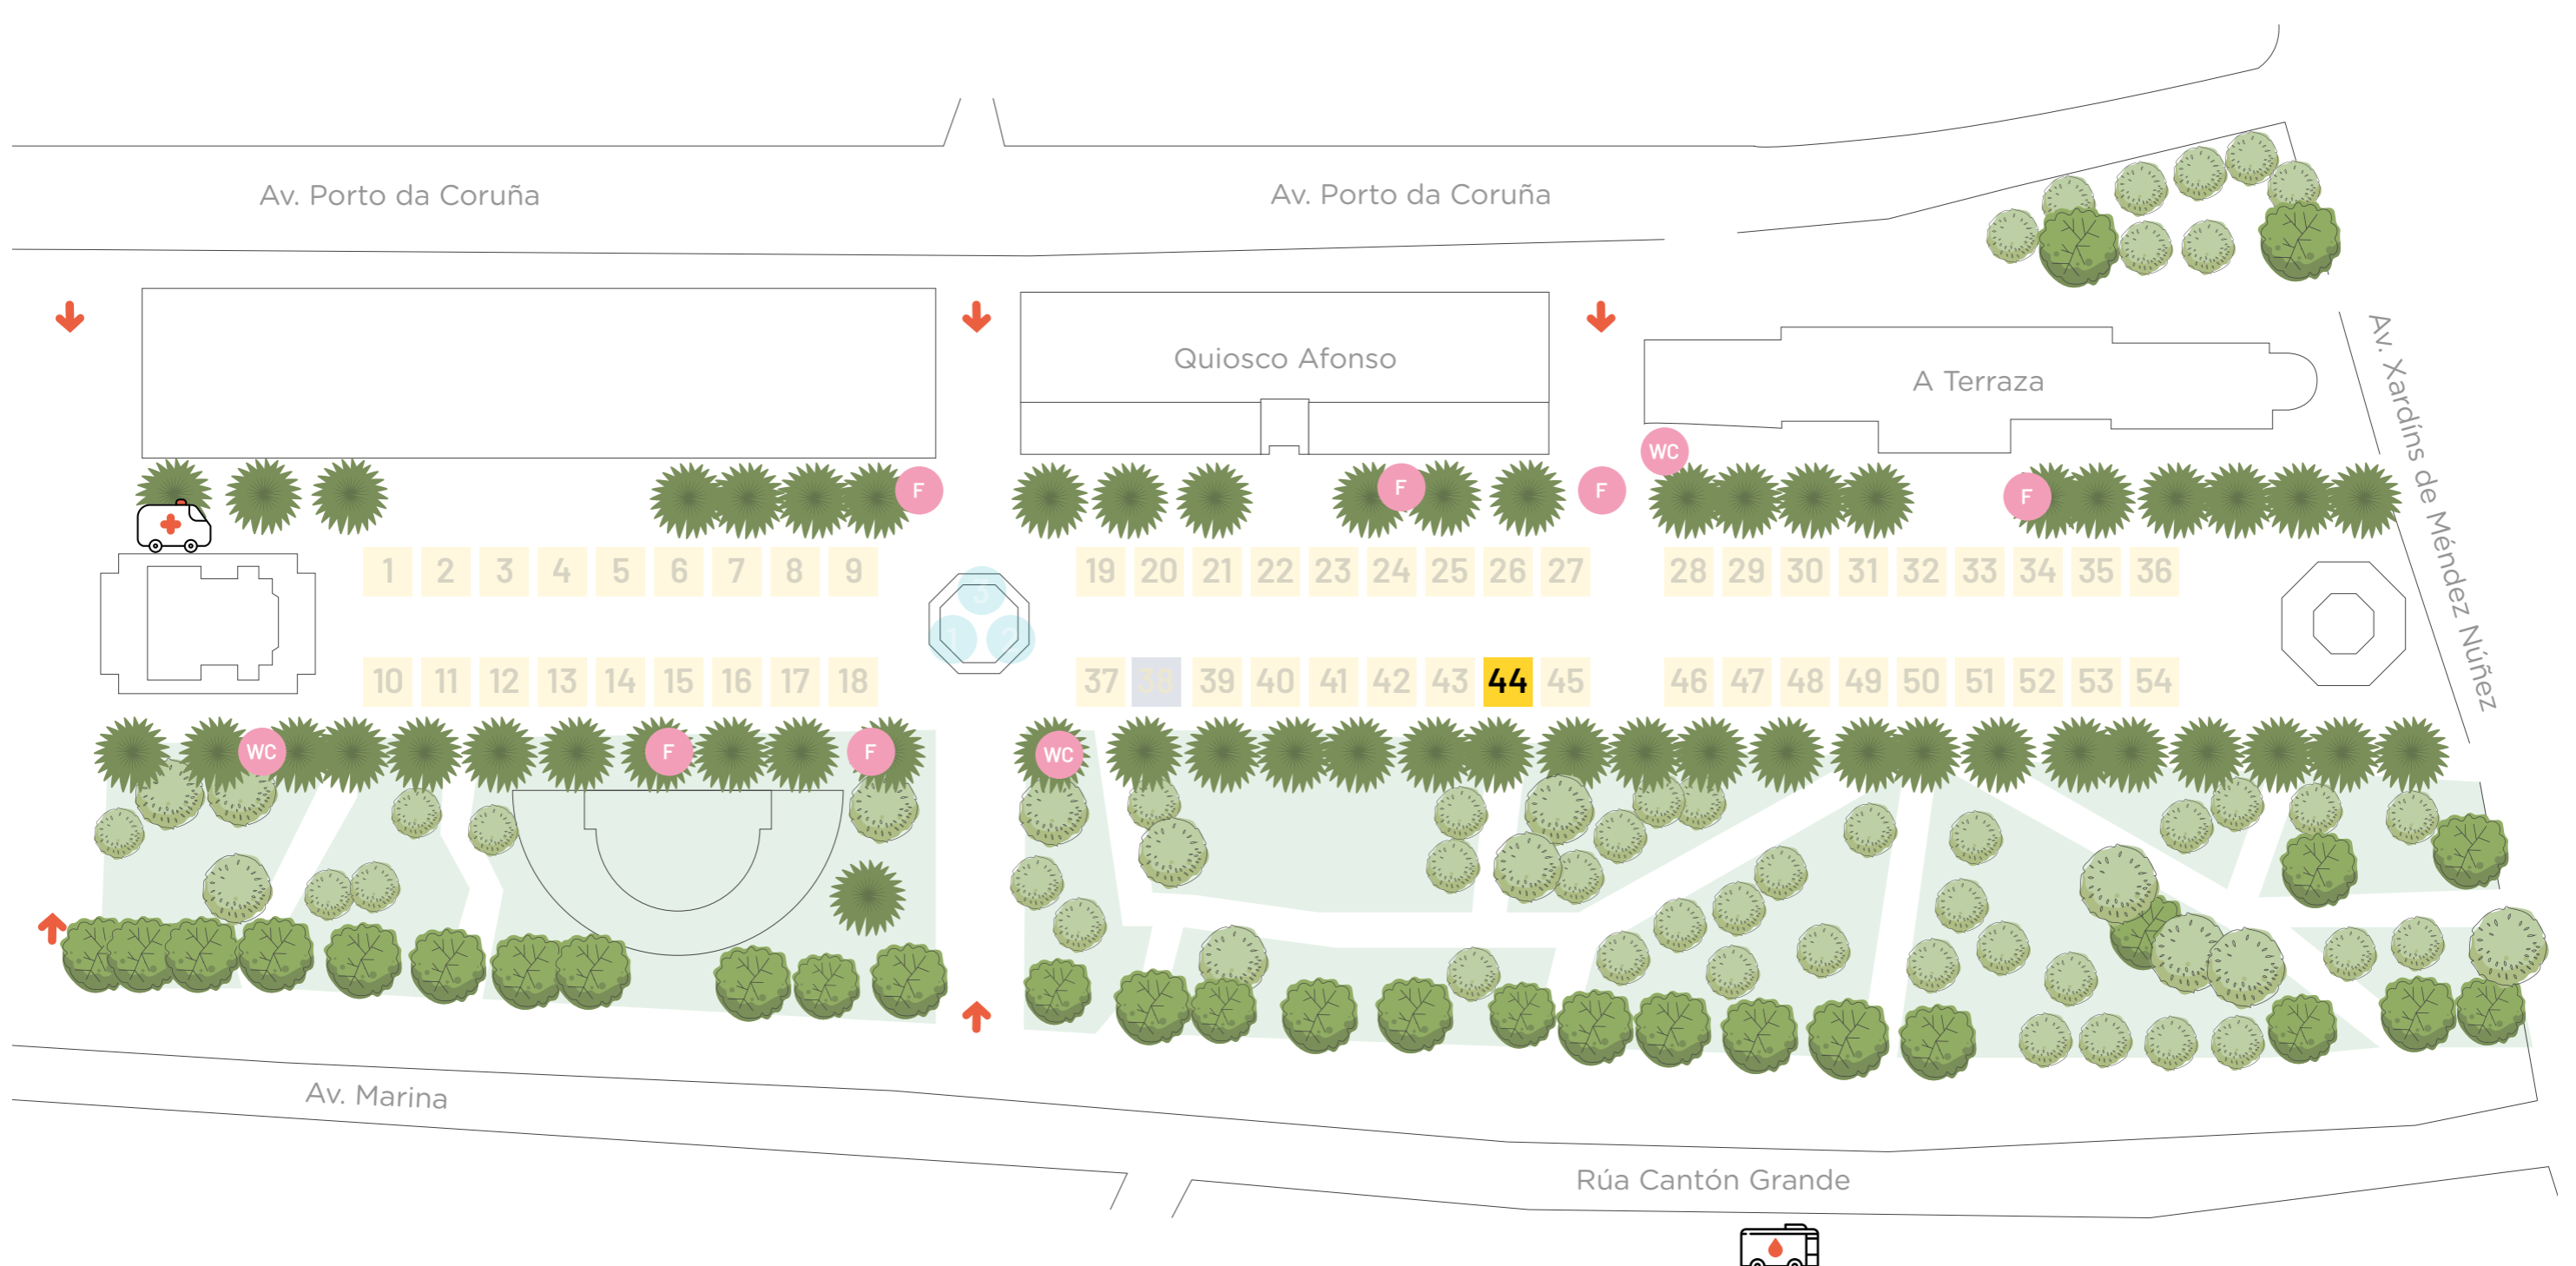 Av. Porto da Coruña
Av. Porto da Coruña
Quiosco Afonso
A Terraza
Av. Xardíns de Méndez Núñez
WC
F
F
F
F
1 2 3 4 5 6 7 8 9
19 20 21 22 23 24 25 26 27
28 29 30 31 32 33 34 35 36
3
1 2
10 11 12 13 14 15 16 17 18
37 38 39 40 41 42 43 44 45
46 47 48 49 50 51 52 53 54
WC
F
F
WC
Av. Marina
Rúa Cantón Grande